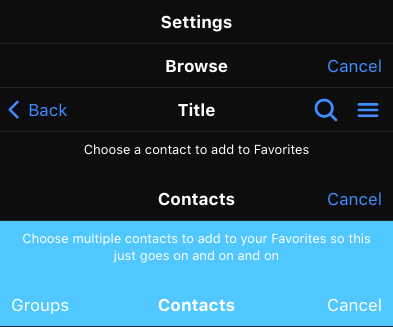 Settings
Browse Cancel
Back Title
Choose a contact to add to Favorites
Contacts Cancel
Choose multiple contacts to add to your Favorites so this
just goes on and on and on
Groups Contacts Cancel